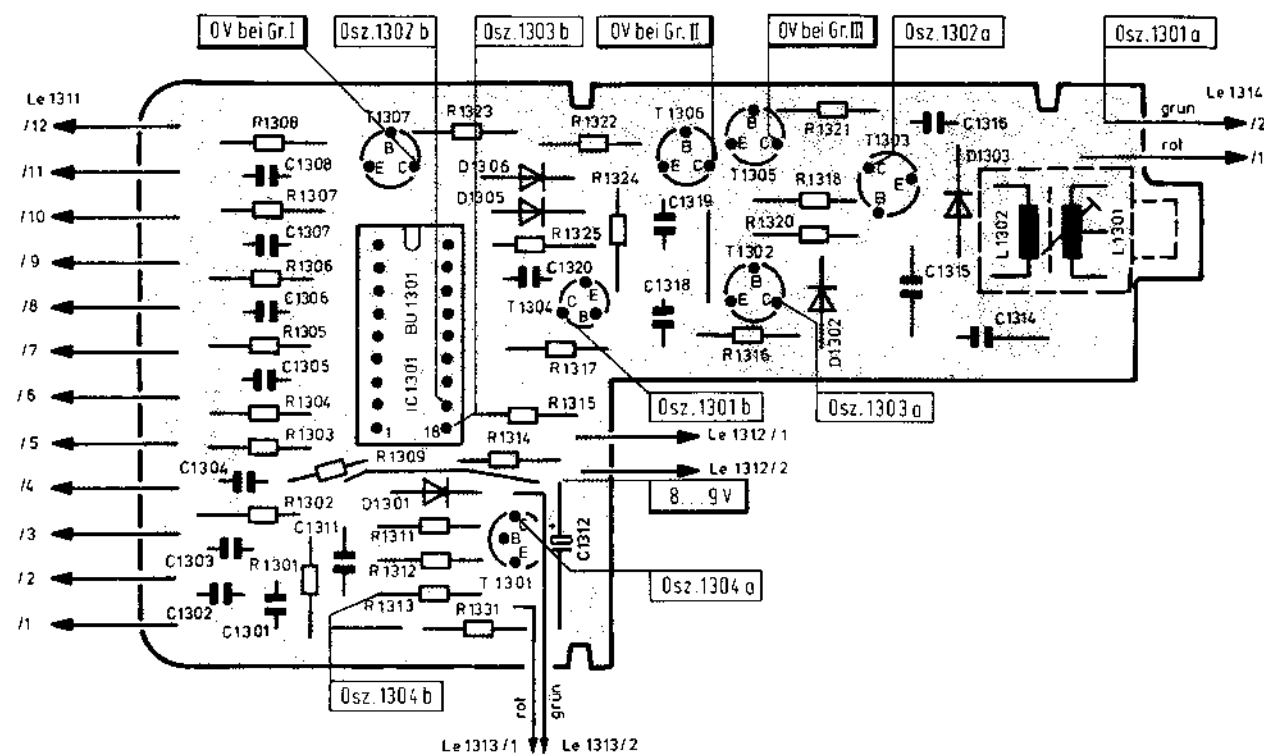 0V bei Gr. I
Osz. 1302 b
Osz. 1303 b
0V bei Gr. II
0V bei Gr. III
Osz. 1302 a
Osz. 1301 a
Le 1311
/12
/11
/10
/9
/8
/7
/6
/5
/4
/3
/2
/1
R1308
C1308
R1307
C1307
R1306
C1306
R1305
C1305
R1304
R1303
C1304
R1302
C1303
C1302
R1301
C1301
C1311
R1309
T1307
B
E
C
R1323
D1306
D1305
R1325
C1320
T1304
C
E
B
R1317
R1315
R1314
BU 1301
IC1301
1
18
R1322
R1324
T1306
B
E
C
C1319
C1318
T1305
B
E
C
R1321
R1318
R1320
T1302
B
E
C
R1316
D1302
T1303
C
E
B
C1316
D1303
C1315
C1314
L1302
L1301
grün
Le 1314
/2
rot
/1
Osz. 1301 b
Osz. 1303 a
Le 1312/1
Le 1312/2
8...9V
D1301
R1311
R1312
R1313
R1331
T1301
C
B
E
+
C1312
Osz. 1304 a
Osz. 1304 b
rot
grün
Le 1313/1
Le 1313/2